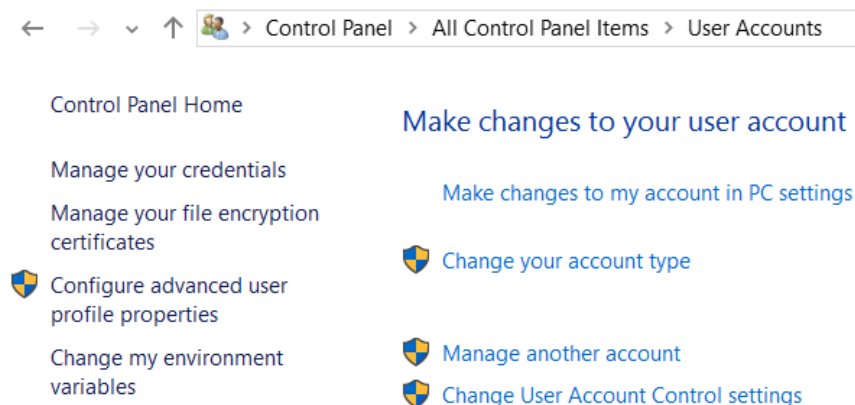 Control Panel > All Control Panel Items > User Accounts
Control Panel Home
Manage your credentials
Manage your file encryption
certificates
Configure advanced user
profile properties
Change my environment
variables
Make changes to your user account
Make changes to my account in PC settings
Change your account type
Manage another account
Change User Account Control settings